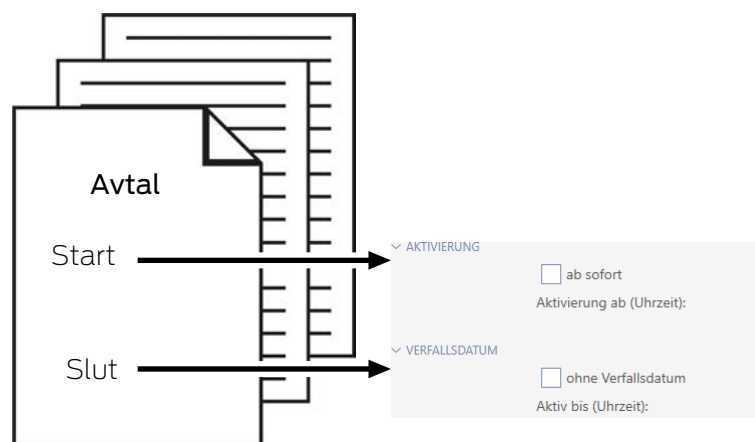 Avtal
Start
Slut
AKTIVIERUNG
ab sofort
Aktivierung ab (Uhrzeit):
VERFALLSDATUM
ohne Verfallsdatum
Aktiv bis (Uhrzeit):